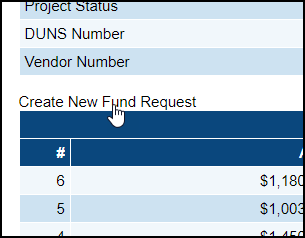 Project Status
DUNS Number
Vendor Number
Create New Fund Request
#
6 $1,180
5 $1,003